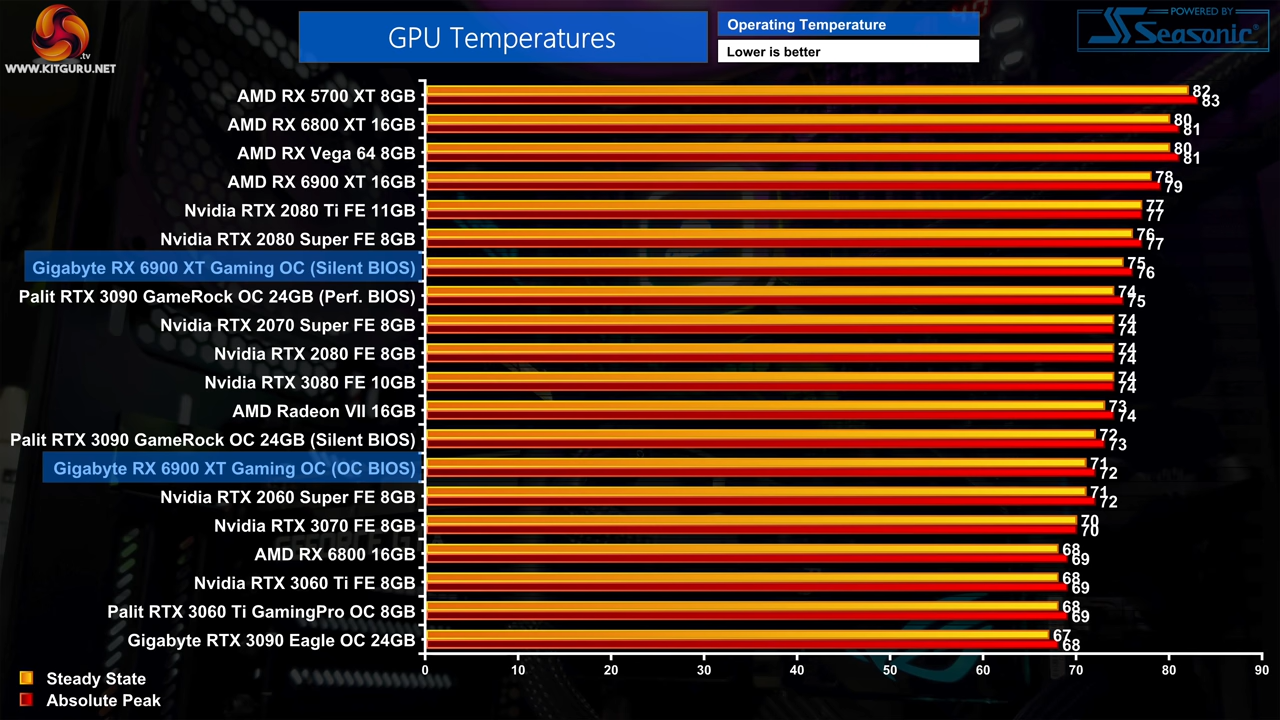 .tv
WWW.KITGURU.NET
GPU Temperatures
Operating Temperature
Lower is better
POWERED BY
Seasonic
AMD RX 5700 XT 8GB 82 83
AMD RX 6800 XT 16GB 80 81
AMD RX Vega 64 8GB 80 81
AMD RX 6900 XT 16GB 78 79
Nvidia RTX 2080 Ti FE 11GB 77 77
Nvidia RTX 2080 Super FE 8GB 76 77
Gigabyte RX 6900 XT Gaming OC (Silent BIOS) 75 76
Palit RTX 3090 GameRock OC 24GB (Perf. BIOS) 74 75
Nvidia RTX 2070 Super FE 8GB 74 74
Nvidia RTX 2080 FE 8GB 74 74
Nvidia RTX 3080 FE 10GB 74 74
AMD Radeon VII 16GB 73 74
Palit RTX 3090 GameRock OC 24GB (Silent BIOS) 72 73
Gigabyte RX 6900 XT Gaming OC (OC BIOS) 71 72
Nvidia RTX 2060 Super FE 8GB 71 72
Nvidia RTX 3070 FE 8GB 70 70
AMD RX 6800 16GB 68 69
Nvidia RTX 3060 Ti FE 8GB 68 69
Palit RTX 3060 Ti GamingPro OC 8GB 68 69
Gigabyte RTX 3090 Eagle OC 24GB 67 68
0 10 20 30 40 50 60 70 80 90
Steady State
Absolute Peak